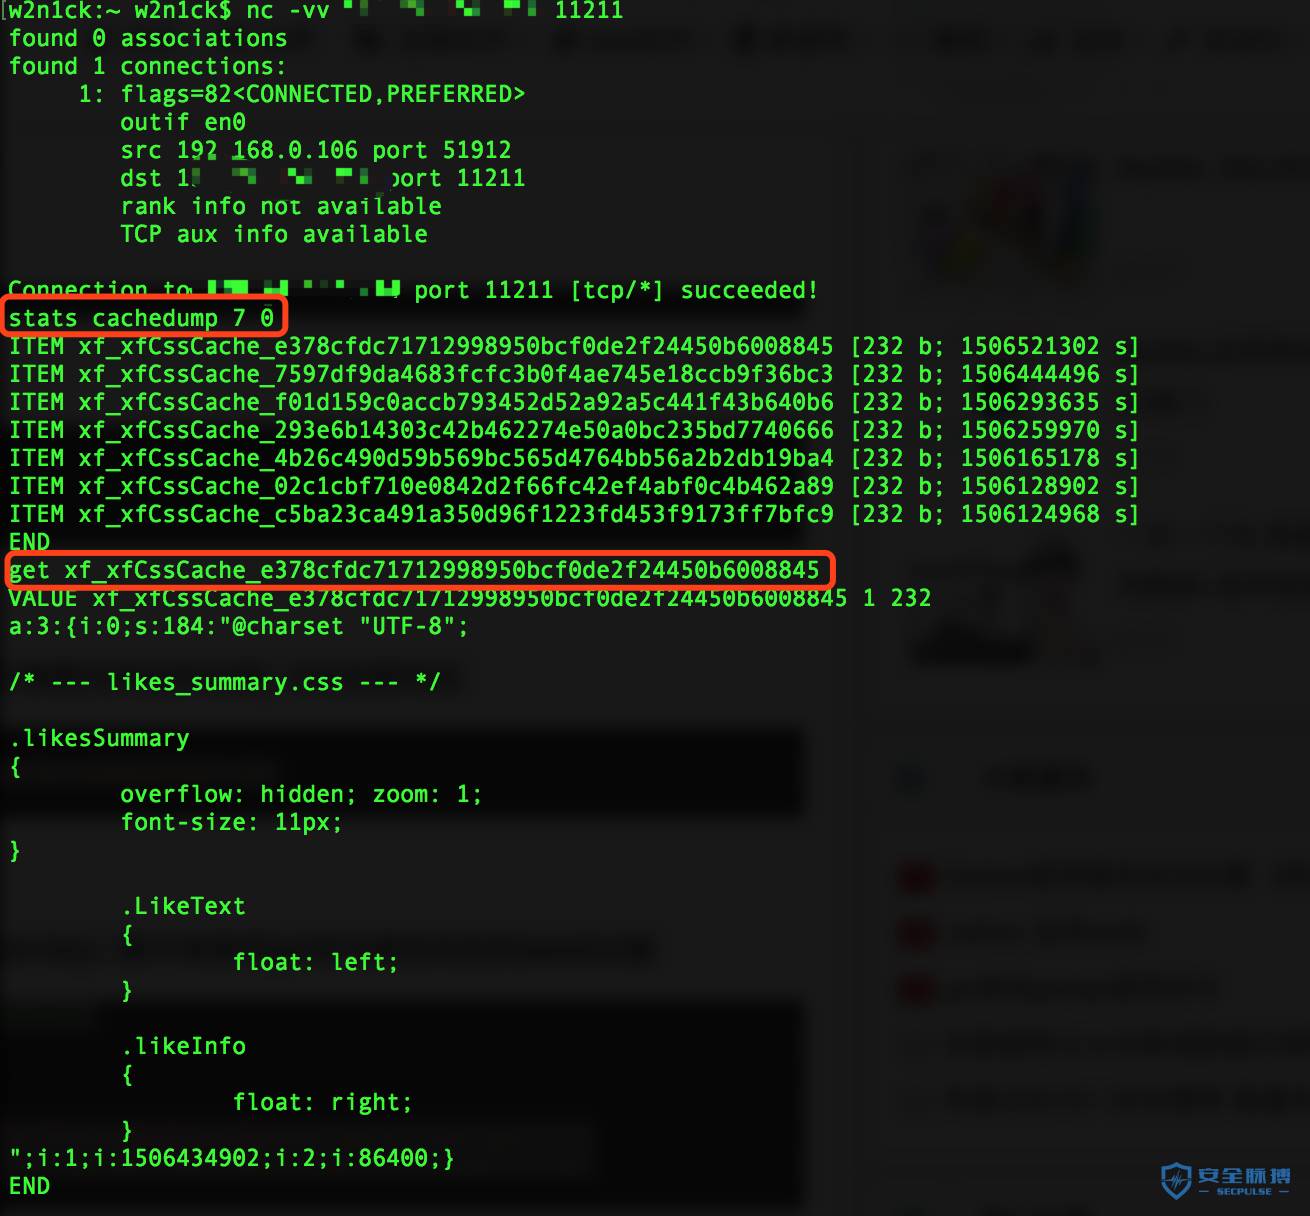 w2n1ck:~ w2n1ck$ nc -vv 11211
found 0 associations
found 1 connections:
1: flags=82<CONNECTED,PREFERRED>
outif en0
src 192.168.0.106 port 51912
dst port 11211
rank info not available
TCP aux info available
Connection to port 11211 [tcp/*] succeeded!
stats cachedump 7 0
ITEM xf_xfCssCache_e378cfdc71712998950bcf0de2f24450b6008845 [232 b; 1506521302 s]
ITEM xf_xfCssCache_7597df9da4683fcfc3b0f4ae745e18ccb9f36bc3 [232 b; 1506444496 s]
ITEM xf_xfCssCache_f01d159c0accb793452d52a92a5c441f43b640b6 [232 b; 1506293635 s]
ITEM xf_xfCssCache_293e6b14303c42b462274e50a0bc235bd7740666 [232 b; 1506259970 s]
ITEM xf_xfCssCache_4b26c490d59b569bc565d4764bb56a2b2db19ba4 [232 b; 1506165178 s]
ITEM xf_xfCssCache_02c1cbf710e0842d2f66fc42ef4abf0c4b462a89 [232 b; 1506128902 s]
ITEM xf_xfCssCache_c5ba23ca491a350d96f1223fd453f9173ff7bfc9 [232 b; 1506124968 s]
END
get xf_xfCssCache_e378cfdc71712998950bcf0de2f24450b6008845
VALUE xf_xfCssCache_e378cfdc71712998950bcf0de2f24450b6008845 1 232
a:3:{i:0;s:184:"@charset "UTF-8";
/* --- likes_summary.css --- */
.likesSummary
{
overflow: hidden; zoom: 1;
font-size: 11px;
}
.LikeText
{
float: left;
}
.likeInfo
{
float: right;
}
";i:1;i:1506434902;i:2;i:86400;}
END
安全脉搏
SECPULSE